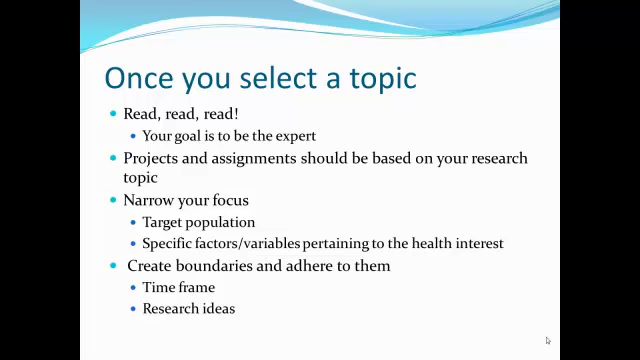 Once you select a topic
Read, read, read!
Your goal is to be the expert
Projects and assignments should be based on your research
topic
Narrow your focus
Target population
Specific factors/variables pertaining to the health interest
Create boundaries and adhere to them
Time frame
Research ideas